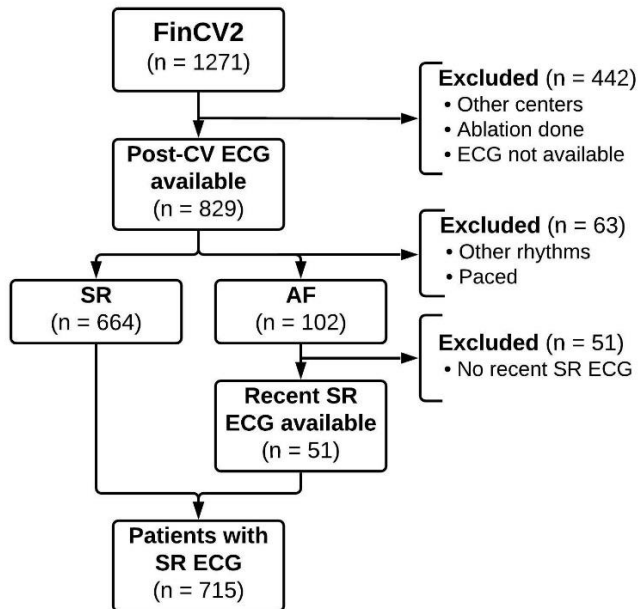 FinCV2
(n = 1271)
Excluded (n = 442)
• Other centers
• Ablation done
• ECG not available
Post-CV ECG
available
(n = 829)
Excluded (n = 63)
• Other rhythms
• Paced
SR
(n = 664)
AF
(n = 102)
Excluded (n = 51)
• No recent SR ECG
Recent SR
ECG available
(n = 51)
Patients with
SR ECG
(n = 715)